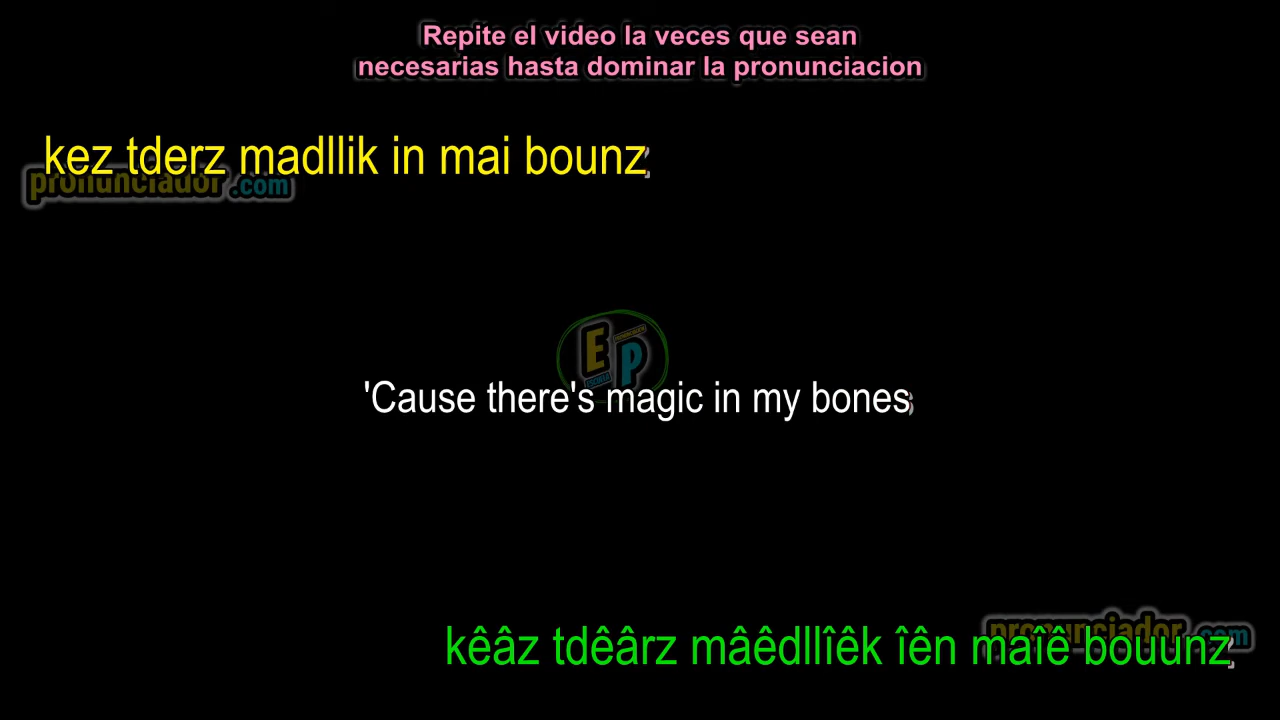 Repite el video la veces que sean
necesarias hasta dominar la pronunciacion
kez tderz madllik in mai bounz
pronunciador.com
EP
'Cause there's magic in my bones
pronunciador.com
kêâz tdêârz mâêdllîêk îên maîê bouunz